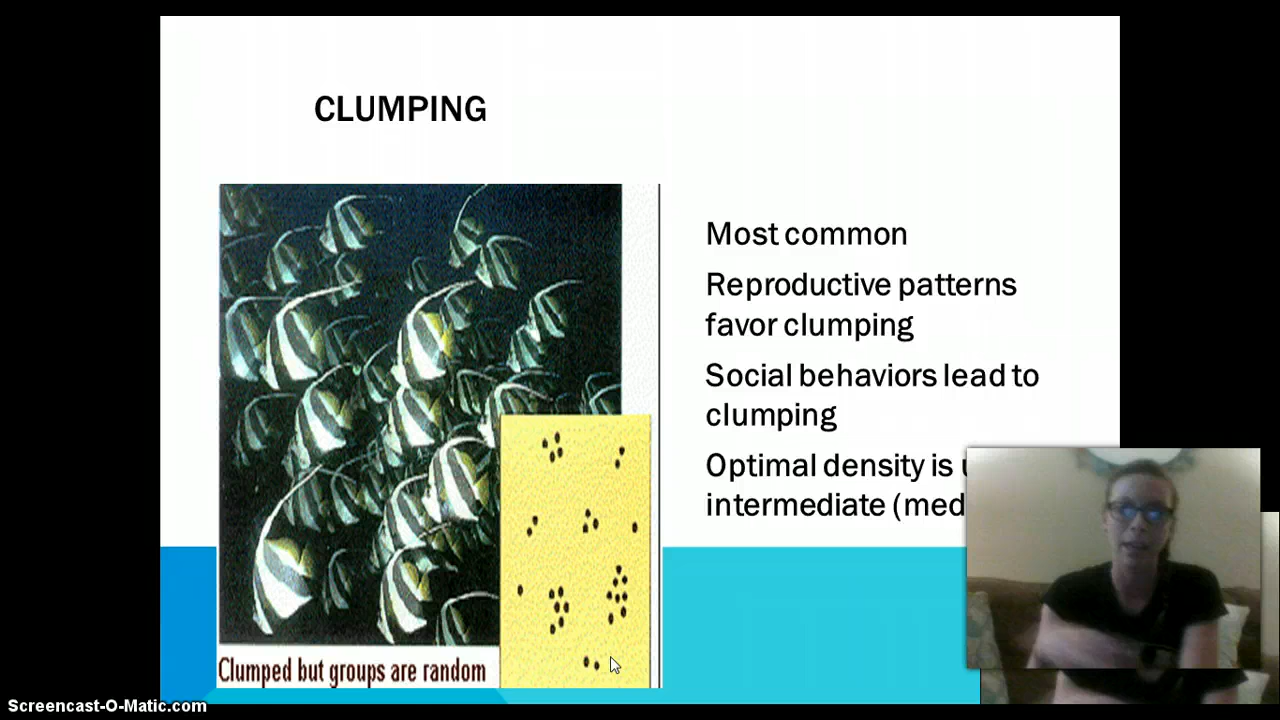 CLUMPING
Most common
Reproductive patterns
favor clumping
Social behaviors lead to
clumping
Optimal density is
intermediate
Clumped but groups are random
Screencast-O-Matic.com